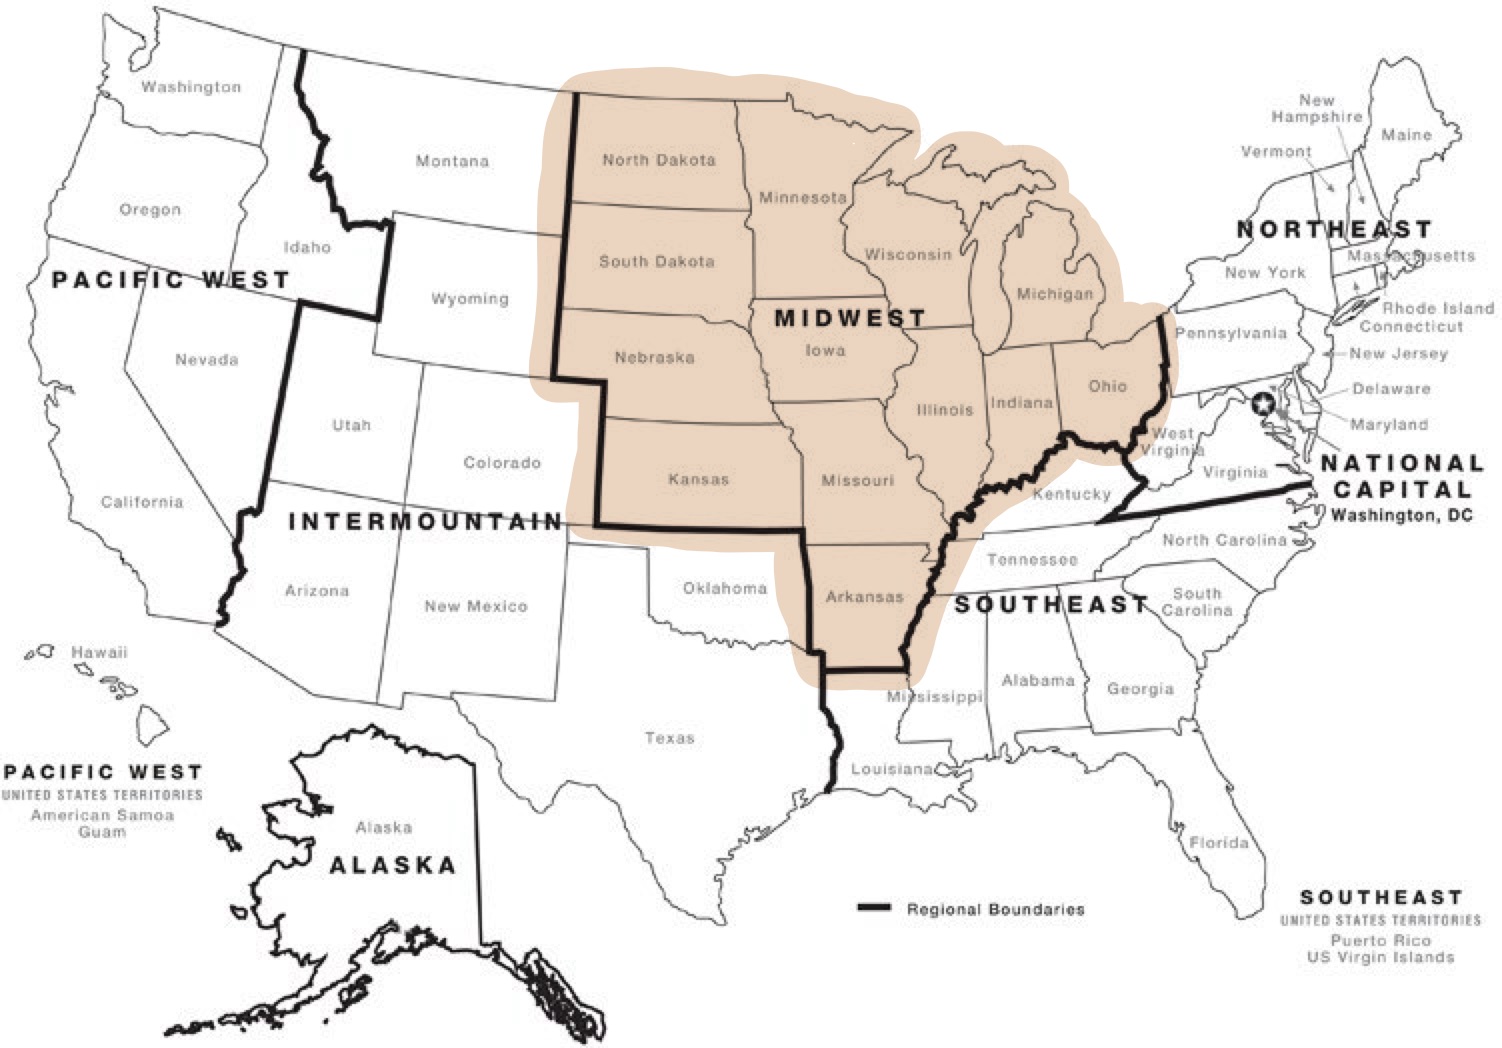 Washington
Montana
North Dakota
Minnesota
New
Hampshire
Vermont
Maine
Oregon
Idaho
NORTHEAST
PACIFIC WEST
Wyoming
South Dakota
Wisconsin
Michigan
New York
Massachusetts
Rhode Island
Connecticut
MIDWEST
Iowa
Nevada
Nebraska
Pennsylvania
New Jersey
Ohio
Delaware
Illinois
Indiana
Maryland
Utah
Colorado
West
Virginia
Virginia
NATIONAL
CAPITAL
Washington, DC
California
Kansas
Missouri
Kentucky
INTERMOUNTAIN
North Carolina
Tennessee
Arizona
New Mexico
Oklahoma
Arkansas
SOUTHEAST
South
Carolina
Hawaii
Mississippi
Alabama
Georgia
Texas
Louisiana
PACIFIC WEST
UNITED STATES TERRITORIES
American Samoa
Guam
Alaska
ALASKA
Florida
Regional Boundaries
SOUTHEAST
UNITED STATES TERRITORIES
Puerto Rico
US Virgin Islands